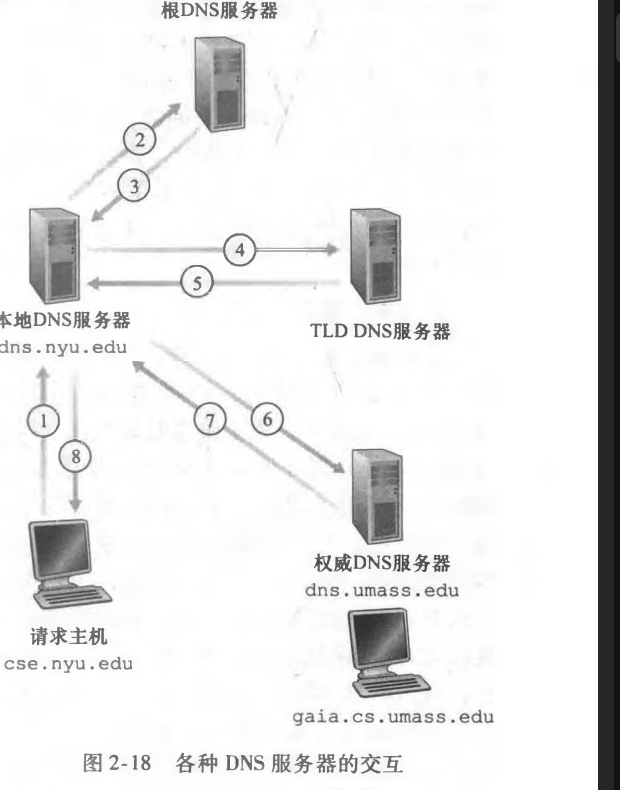 根DNS服务器
2
3
4
5
本地DNS服务器
dns.nyu.edu
TLD DNS服务器
1
8
7
6
权威DNS服务器
dns.umass.edu
请求主机
cse.nyu.edu
gaia.cs.umass.edu
图 2-18 各种 DNS 服务器的交互